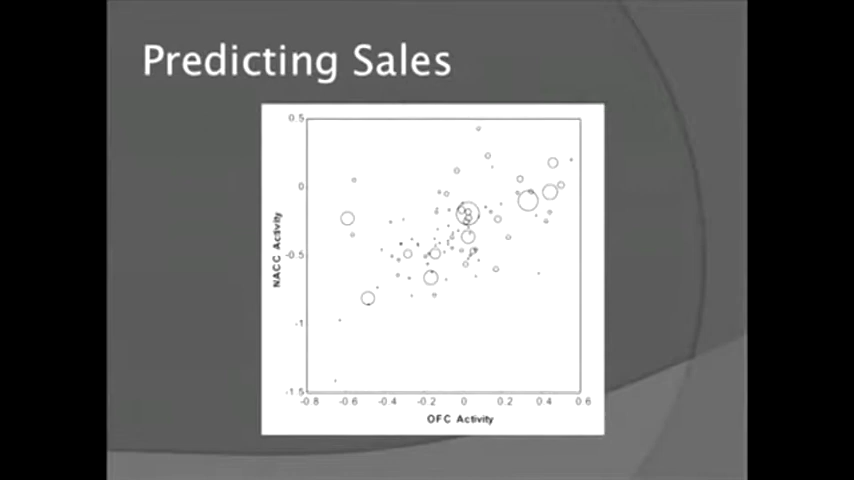 Predicting Sales
0.5
0
-0.5
-1
-1 5
NACC Activity
-0 8 -0 6 -0 4 -0.2 0 0 2 0 4 0 6
OFC Activity